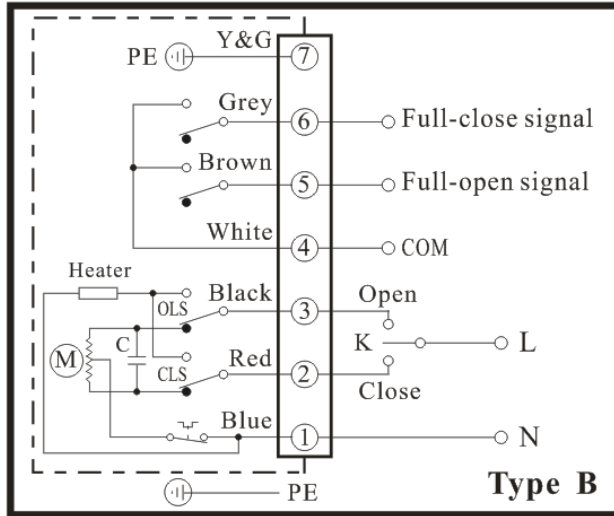 Y&G
PE 7
Grey 6 Full-close signal
Brown 5 Full-open signal
White 4 COM
Heater
OLS Black 3 Open
M C K L
CLS Red 2 Close
Blue 1 N
PE
Type B